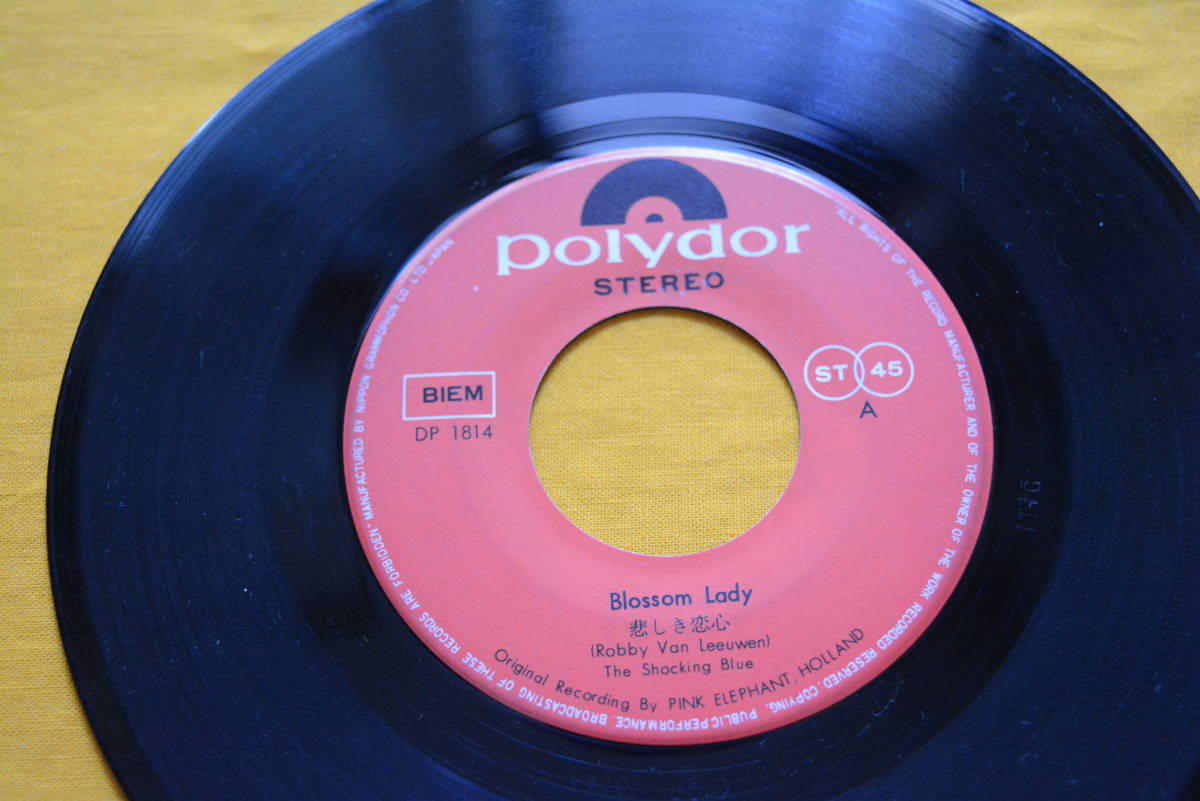 polydor
STEREO
BIEM
DP 1814
ST 45
A
Blossom Lady
悲しき恋心
(Robby Van Leeuwen)
The Shocking Blue
Original Recording By PINK ELEPHANT, HOLLAND
"ALL RIGHTS OF THE RECORD MANUFACTURER AND OF THE OWNER OF THE WORK RECORDED RESERVED. COPYING, PUBLIC PERFORMANCE, BROADCASTING OF THESE RECORDS ARE FORBIDDEN" MANUFACTURED BY NIPPON GRAMMOPHON CO. LTD JAPAN